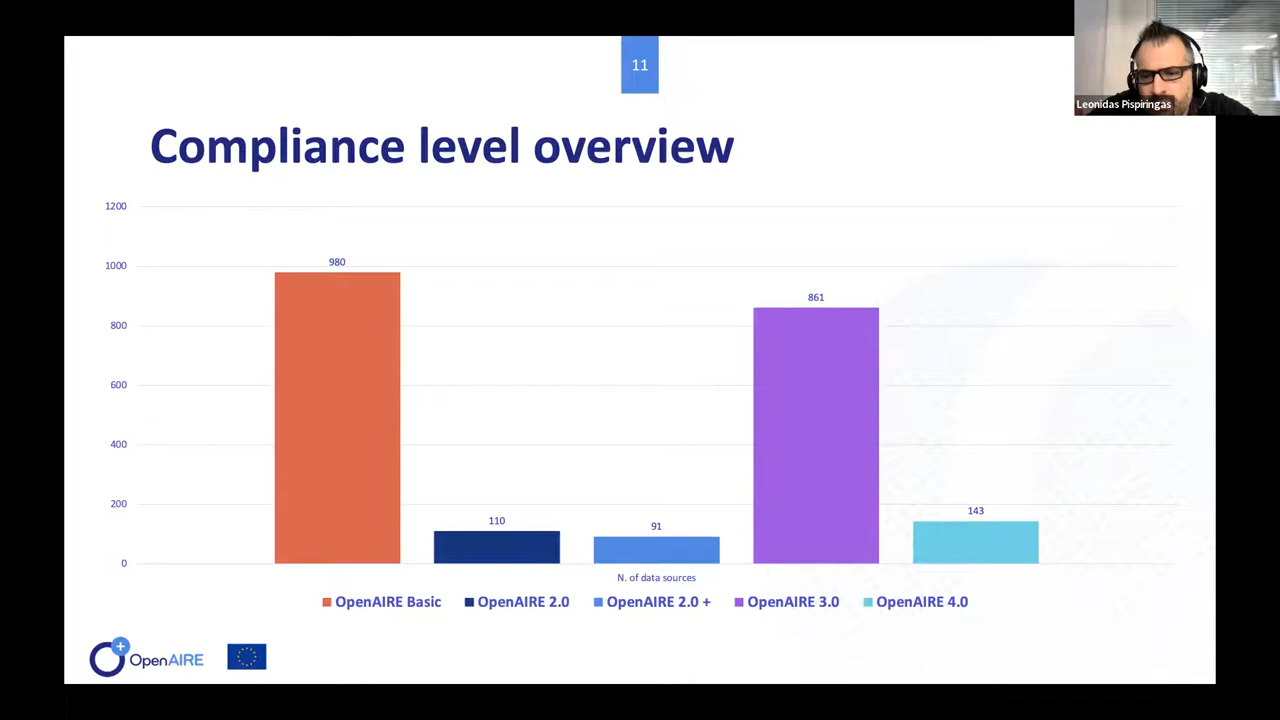 11
Leonidas Pispiringas
Compliance level overview
1200
1000
800
600
400
200
0
980
110
91
861
143
N. of data sources
OpenAIRE Basic OpenAIRE 2.0 OpenAIRE 2.0 + OpenAIRE 3.0 OpenAIRE 4.0
OpenAIRE